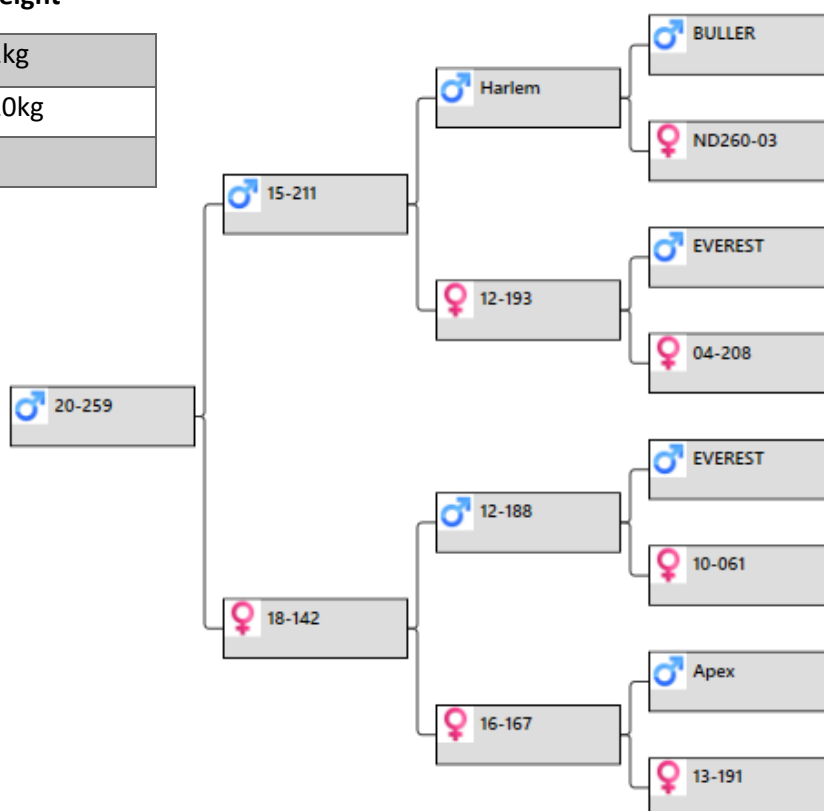 kg
0kg
BULLER
Harlem
ND260-03
15-211
EVEREST
12-193
04-208
20-259
EVEREST
12-188
10-061
18-142
Apex
16-167
13-191